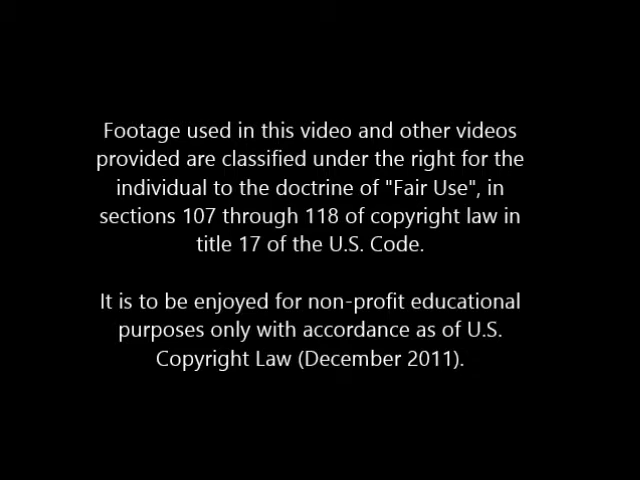 Footage used in this video and other videos
provided are classified under the right for the
individual to the doctrine of "Fair Use", in
sections 107 through 118 of copyright law in
title 17 of the U.S. Code.
It is to be enjoyed for non-profit educational
purposes only with accordance as of U.S.
Copyright Law (December 2011).